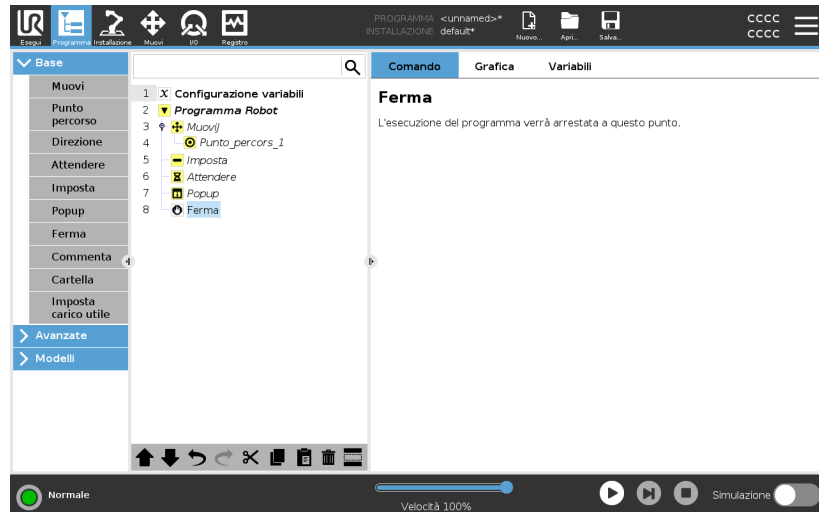 UR
Esegui
Programma
Installazione
Muovi
I/O
Registro
PROGRAMMA <unnamed>*
INSTALLAZIONE default*
Nuovo...
Apri...
Salva...
cccc
cccc
Base
Muovi
Punto
percorso
Direzione
Attendere
Imposta
Popup
Ferma
Commenta
Cartella
Imposta
carico utile
Avanzate
Modelli
1 X Configurazione variabili
2 Programma Robot
3 MuoviJ
4 Punto_percors_1
5 Imposta
6 Attendere
7 Popup
8 Ferma
Comando Grafica Variabili
Ferma
L'esecuzione del programma verrà arrestata a questo punto.
Normale
Velocità 100%
Simulazione